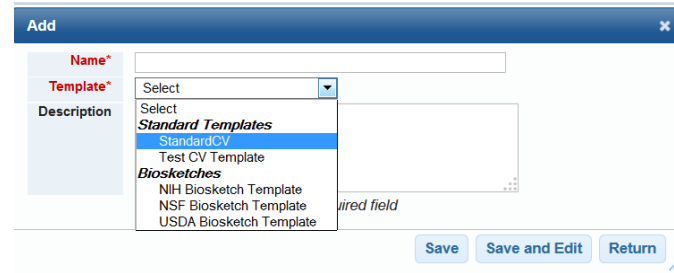 Add
Name*
Template* Select
Description Select
Standard Templates
StandardCV
Test CV Template
Biosketches
NIH Biosketch Template
NSF Biosketch Template field
USDA Biosketch Template
Save Save and Edit Return